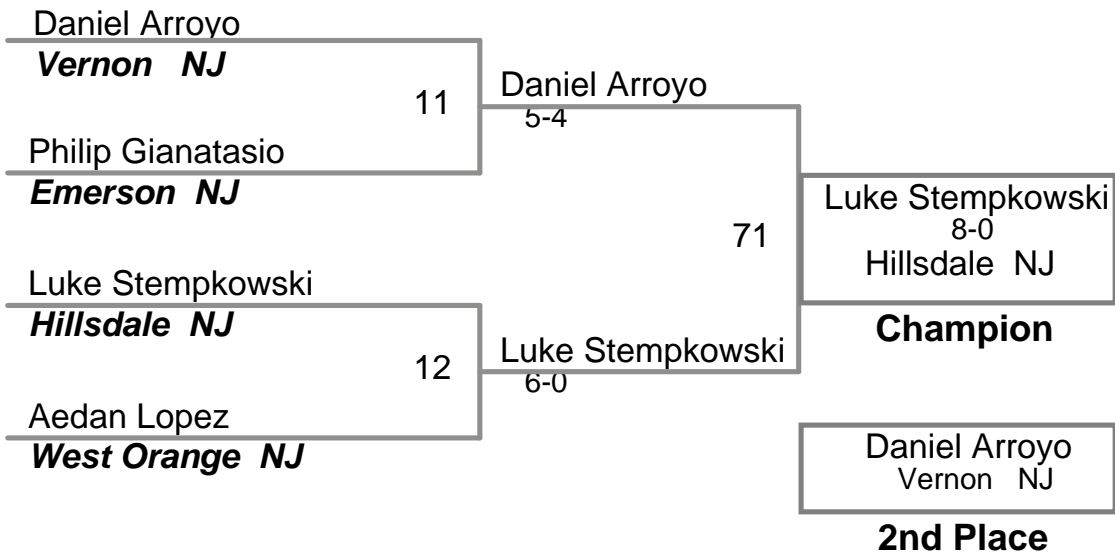 Daniel Arroyo
Vernon NJ
11
Daniel Arroyo
5-4
Philip Gianatasio
Emerson NJ
71
Luke Stempkowski
8-0
Hillsdale NJ
Champion
Luke Stempkowski
Hillsdale NJ
12
Luke Stempkowski
6-0
Aedan Lopez
West Orange NJ
Daniel Arroyo
Vernon NJ
2nd Place